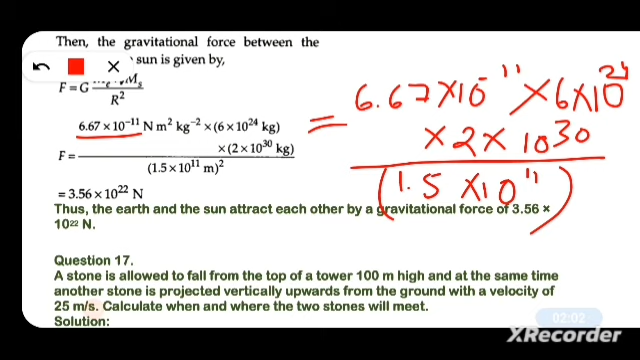 Then, the gravitational force between the
sun is given by,
F = G M_s
R²
6.67 × 10⁻¹¹ N m² kg⁻² × (6 × 10²⁴ kg)
F = × (2 × 10³⁰ kg)
(1.5 × 10¹¹ m)²
= 3.56 × 10²² N
Thus, the earth and the sun attract each other by a gravitational force of 3.56 ×
10²² N.
Question 17.
A stone is allowed to fall from the top of a tower 100 m high and at the same time
another stone is projected vertically upwards from the ground with a velocity of
25 m/s. Calculate when and where the two stones will meet.
Solution:
6.67 × 10⁻¹¹ × 6 × 10²⁴
= × 2 × 10³⁰
(1.5 × 10¹¹)
02:02
XRecorder